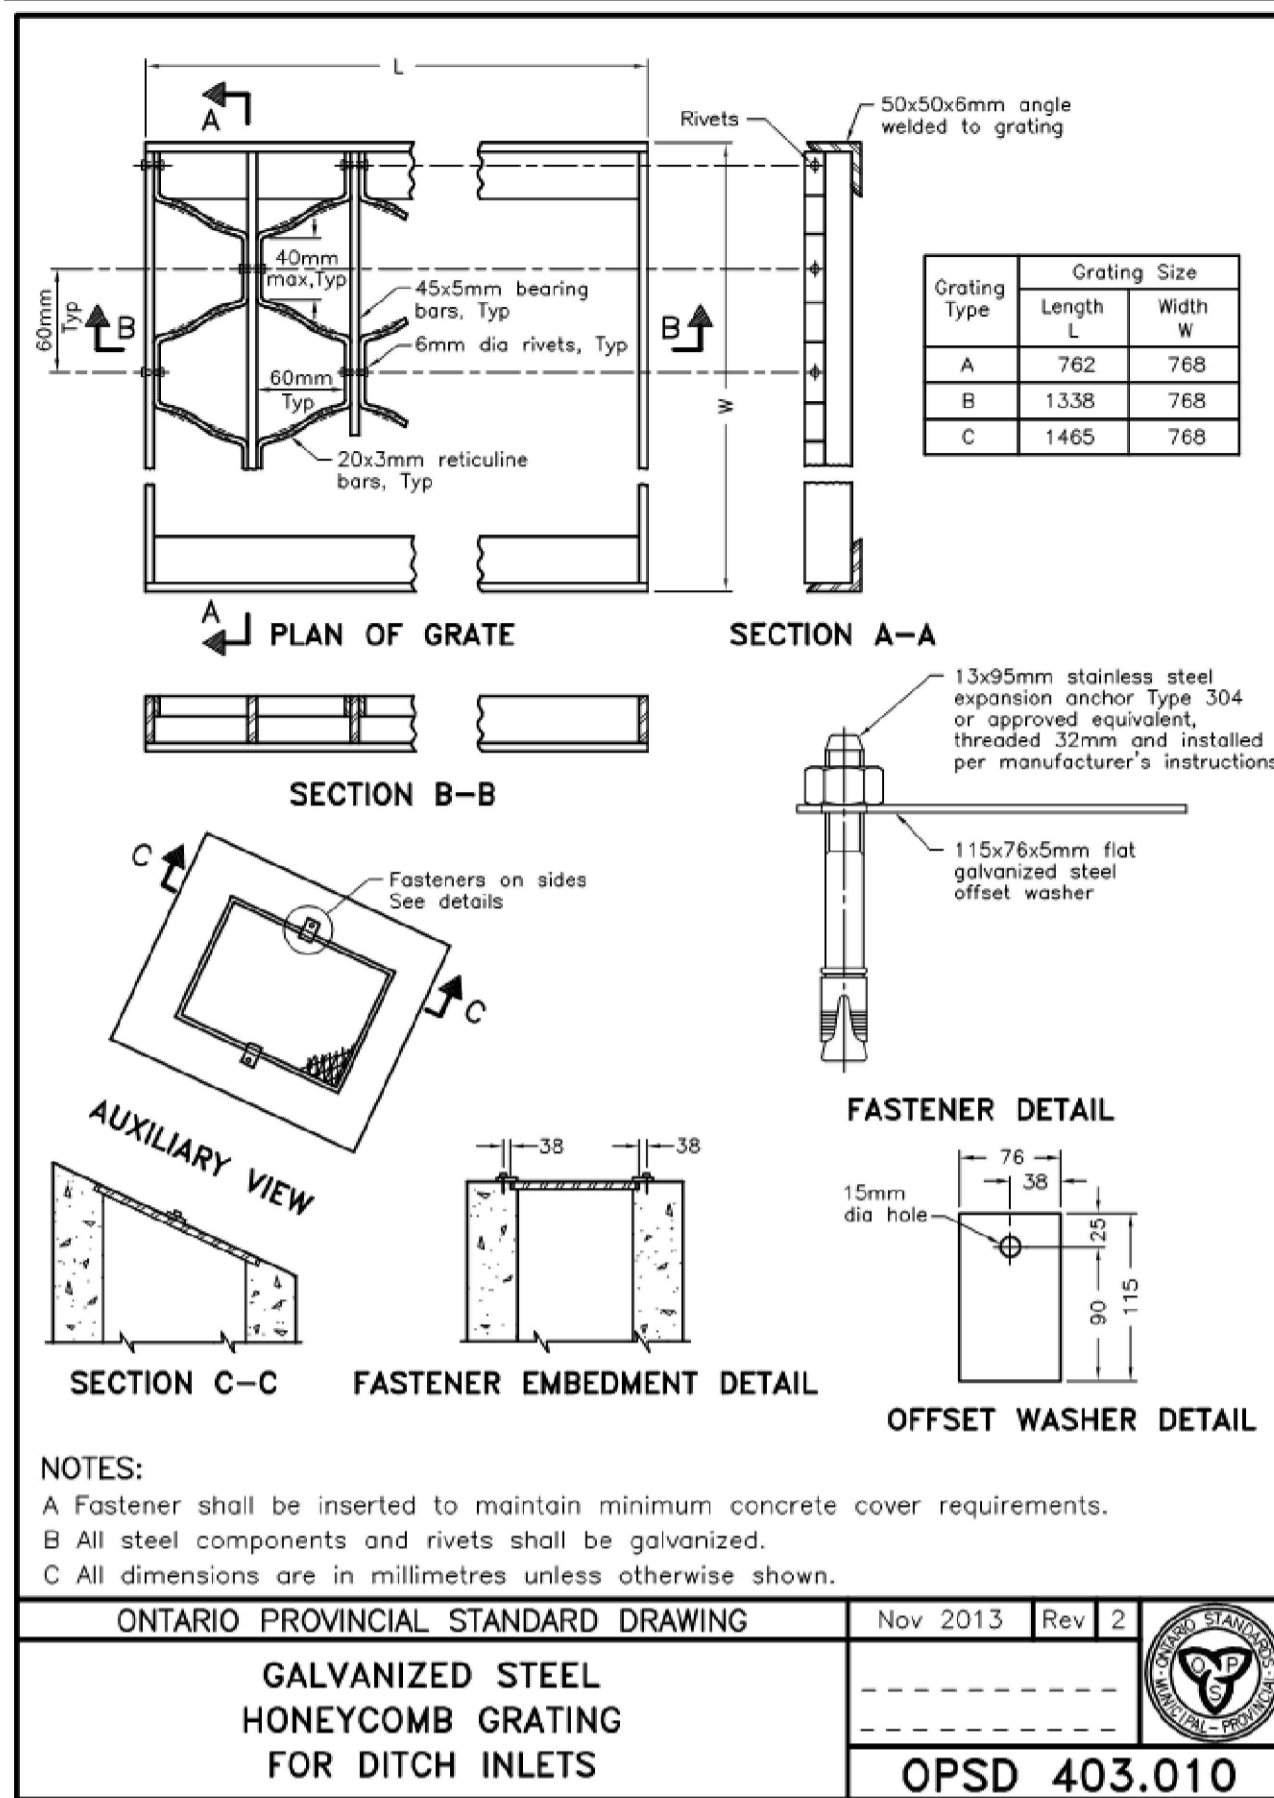 L
A
Rivets
50x50x6mm angle
welded to grating
40mm
max,Typ
60mm
Typ
B
45x5mm bearing
bars, Typ
6mm dia rivets, Typ
B
60mm
Typ
W
20x3mm reticuline
bars, Typ
Grating
Type
Grating Size
Length
L
Width
W
A 762 768
B 1338 768
C 1465 768
A
PLAN OF GRATE
SECTION A-A
SECTION B-B
13x95mm stainless steel
expansion anchor Type 304
or approved equivalent,
threaded 32mm and installed
per manufacturer's instructions
115x76x5mm flat
galvanized steel
offset washer
FASTENER DETAIL
C
Fasteners on sides
See details
C
AUXILIARY VIEW
38
38
SECTION C-C
FASTENER EMBEDMENT DETAIL
76
38
15mm
dia hole
25
90
115
OFFSET WASHER DETAIL
NOTES:
A Fastener shall be inserted to maintain minimum concrete cover requirements.
B All steel components and rivets shall be galvanized.
C All dimensions are in millimetres unless otherwise shown.
ONTARIO PROVINCIAL STANDARD DRAWING
Nov 2013 Rev 2
GALVANIZED STEEL
HONEYCOMB GRATING
FOR DITCH INLETS
ONTARIO STANDARDS
MUNICIPAL-PROVINCIAL
O P
S
OPSD 403.010